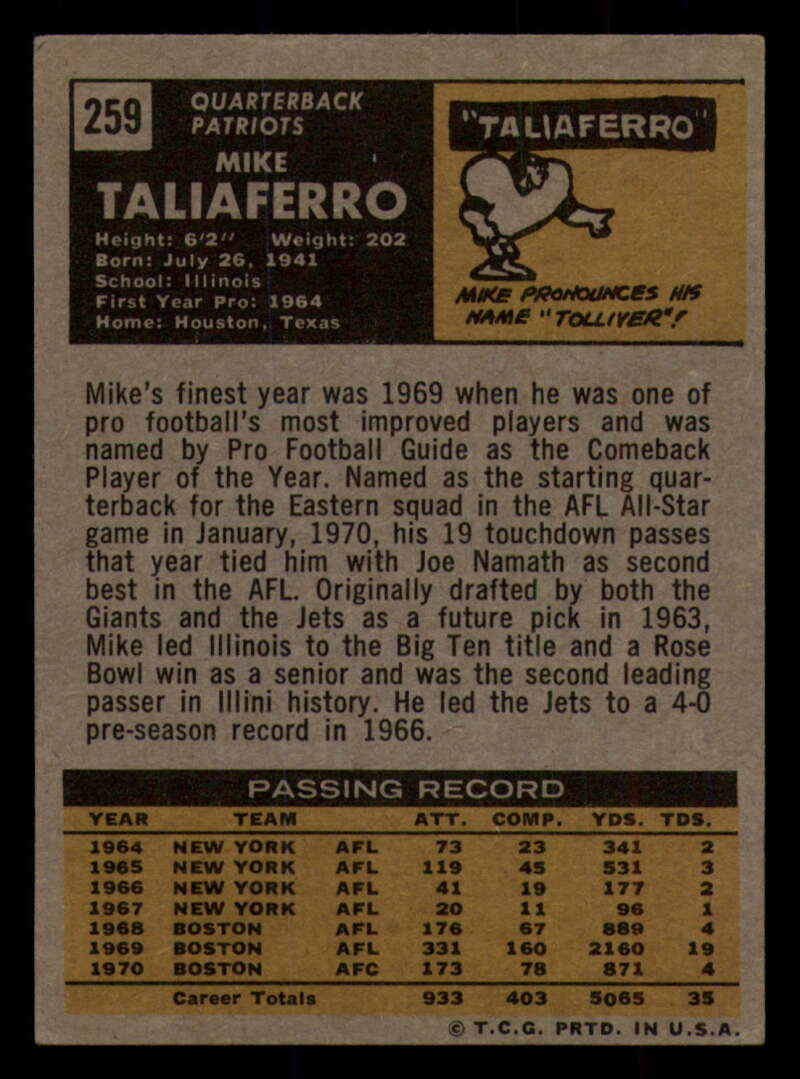 259
QUARTERBACK
PATRIOTS
MIKE
TALIAFERRO
Height: 6'2" Weight: 202
Born: July 26, 1941
School: Illinois
First Year Pro: 1964
Home: Houston, Texas
"TALIAFERRO"
MIKE PRONOUNCES HIS
NAME "TOLLIVER"!
Mike's finest year was 1969 when he was one of
pro football's most improved players and was
named by Pro Football Guide as the Comeback
Player of the Year. Named as the starting quar-
terback for the Eastern squad in the AFL All-Star
game in January, 1970, his 19 touchdown passes
that year tied him with Joe Namath as second
best in the AFL. Originally drafted by both the
Giants and the Jets as a future pick in 1963,
Mike led Illinois to the Big Ten title and a Rose
Bowl win as a senior and was the second leading
passer in Illini history. He led the Jets to a 4-0
pre-season record in 1966.
PASSING RECORD
YEAR TEAM ATT. COMP. YDS. TDS.
1964 NEW YORK AFL 73 23 341 2
1965 NEW YORK AFL 119 45 531 3
1966 NEW YORK AFL 41 19 177 2
1967 NEW YORK AFL 20 11 96 1
1968 BOSTON AFL 176 67 889 4
1969 BOSTON AFL 331 160 2160 19
1970 BOSTON AFC 173 78 871 4
Career Totals 933 403 5065 35
© T.C.G. PRTD. IN U.S.A.